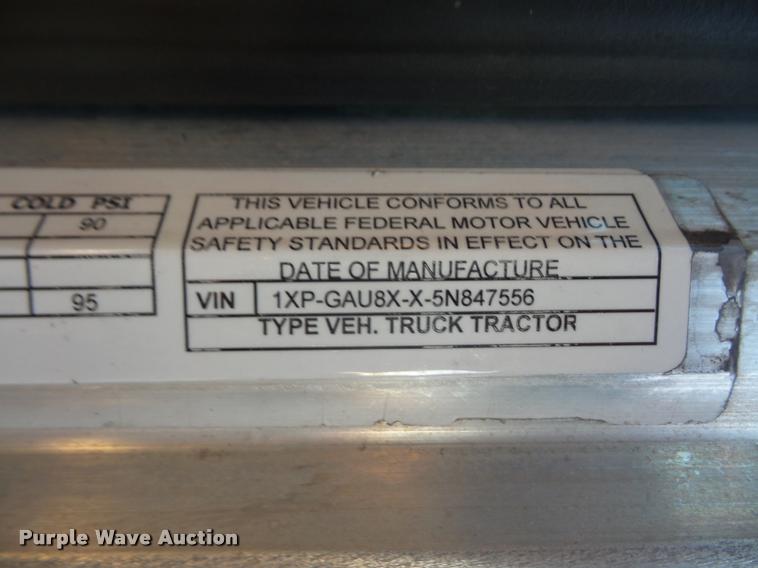 COLD PSI
90
95
THIS VEHICLE CONFORMS TO ALL
APPLICABLE FEDERAL MOTOR VEHICLE
SAFETY STANDARDS IN EFFECT ON THE
DATE OF MANUFACTURE
VIN 1XP-GAU8X-X-5N847556
TYPE VEH. TRUCK TRACTOR
Purple Wave Auction